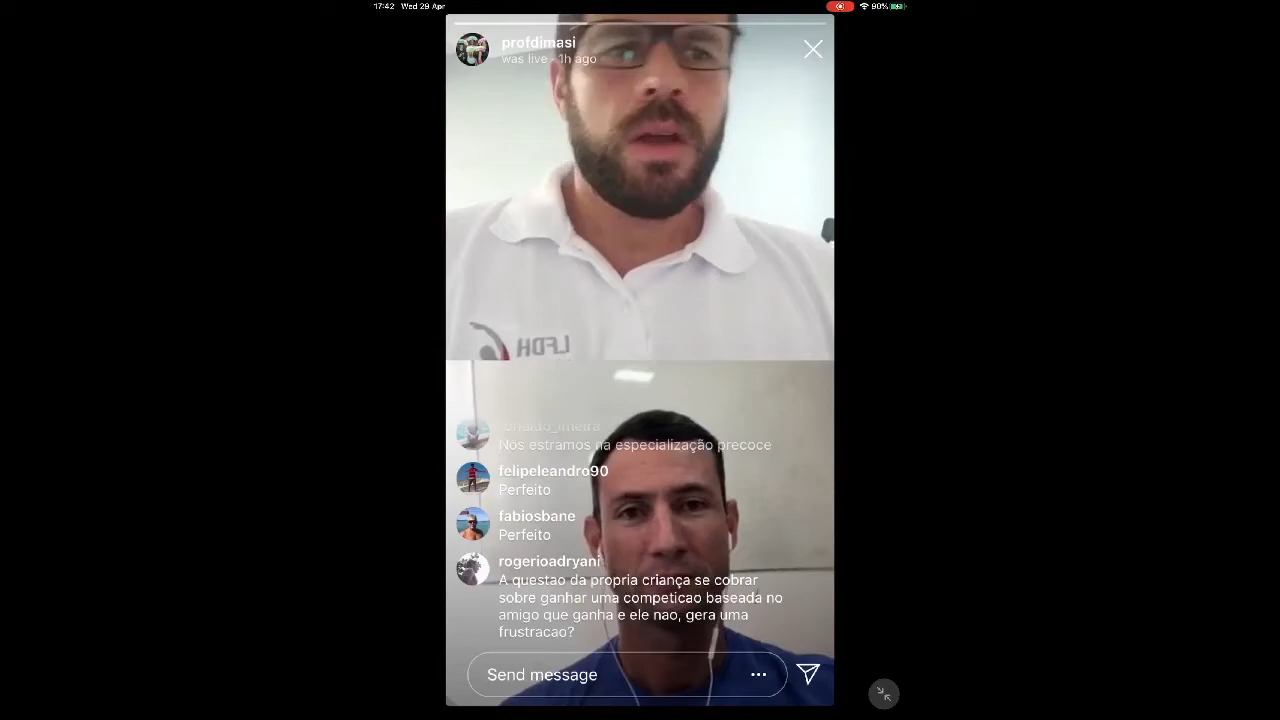 17:42 Wed 29 Apr
90%
profdimasi
was live · 1h ago
LFDH
Nós estramos na especialização precoce
felipeleandro90
Perfeito
fabiosbane
Perfeito
rogerioadryani
A questao da propria criança se cobrar
sobre ganhar uma competicao baseada no
amigo que ganha e ele nao, gera uma
frustracao?
Send message